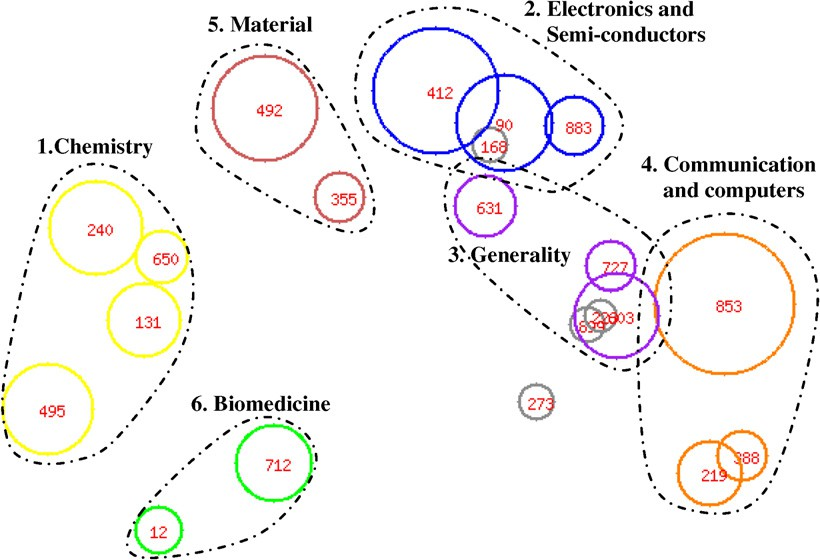 2. Electronics and
Semi-conductors
5. Material
412
492
90
883
168
1.Chemistry
4. Communication
and computers
355
631
240
3. Generality
650
727
853
131
603
273
495
6. Biomedicine
388
712
219
12